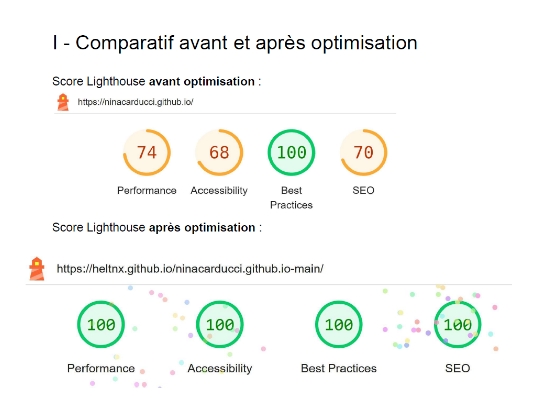 I - Comparatif avant et après optimisation
Score Lighthouse avant optimisation :
https://ninacarducci.github.io/
74 68 100 70
Performance Accessibility Best Practices SEO
Score Lighthouse après optimisation :
https://heltnx.github.io/ninacarducci.github.io-main/
100 100 100 100
Performance Accessibility Best Practices SEO